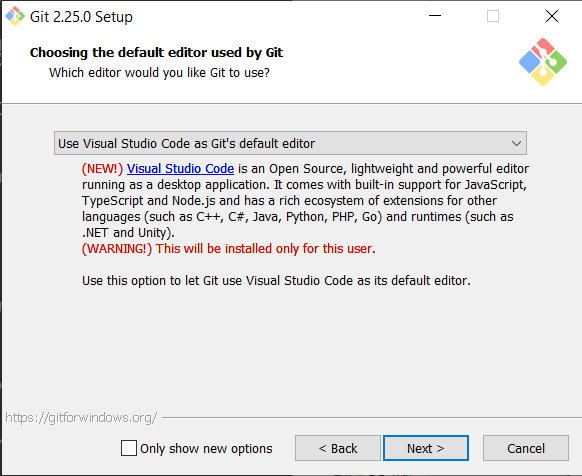 Git 2.25.0 Setup
Choosing the default editor used by Git
Which editor would you like Git to use?
Use Visual Studio Code as Git's default editor
(NEW!) Visual Studio Code is an Open Source, lightweight and powerful editor
running as a desktop application. It comes with built-in support for JavaScript,
TypeScript and Node.js and has a rich ecosystem of extensions for other
languages (such as C++, C#, Java, Python, PHP, Go) and runtimes (such as
.NET and Unity).
(WARNING!) This will be installed only for this user.
Use this option to let Git use Visual Studio Code as its default editor.
https://gitforwindows.org/
Only show new options
< Back
Next >
Cancel